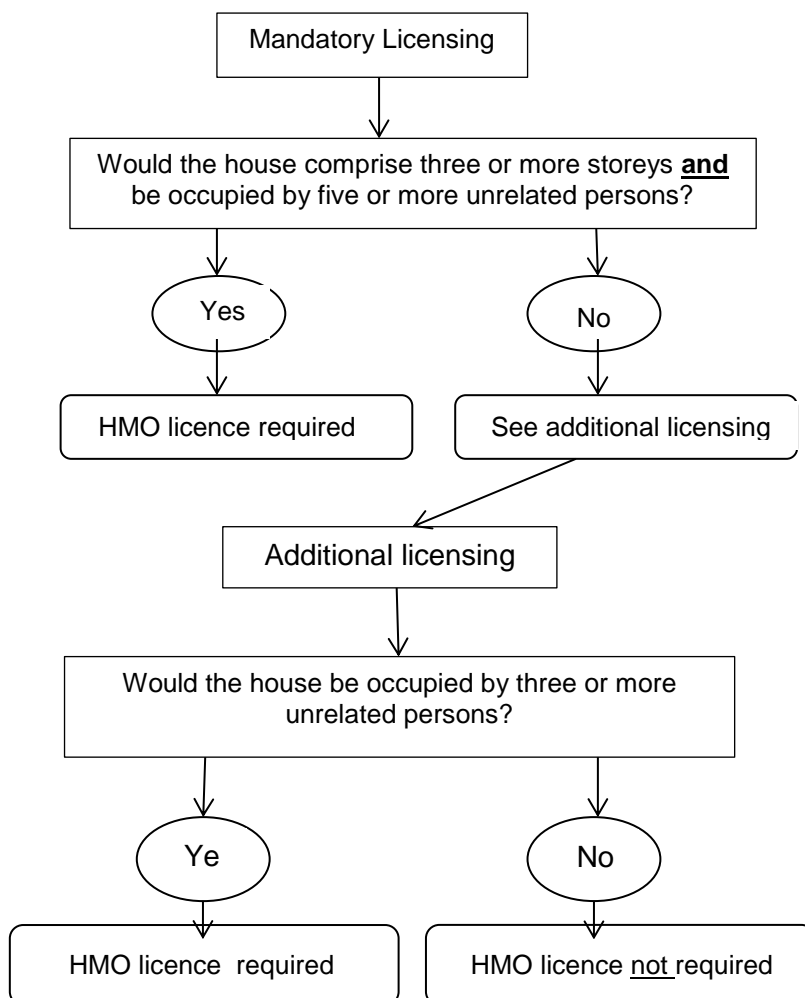 Mandatory Licensing
Would the house comprise three or more storeys and
be occupied by five or more unrelated persons?
Yes
No
HMO licence required
See additional licensing
Additional licensing
Would the house be occupied by three or more
unrelated persons?
Ye
No
HMO licence required
HMO licence not required